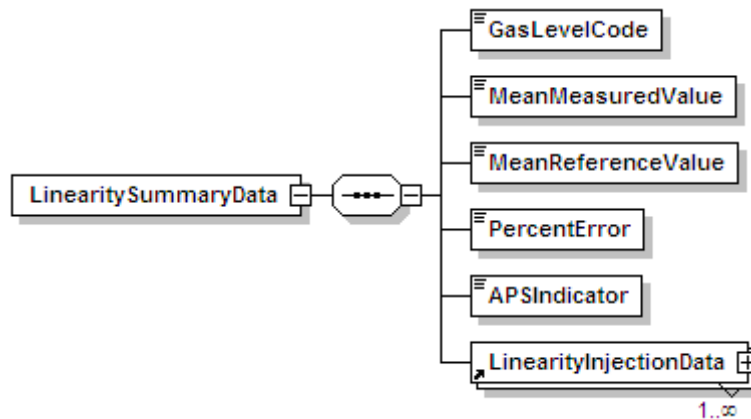 GasLevelCode
MeanMeasuredValue
MeanReferenceValue
LinearitySummaryData
PercentError
APSIndicator
LinearityInjectionData
1..∞